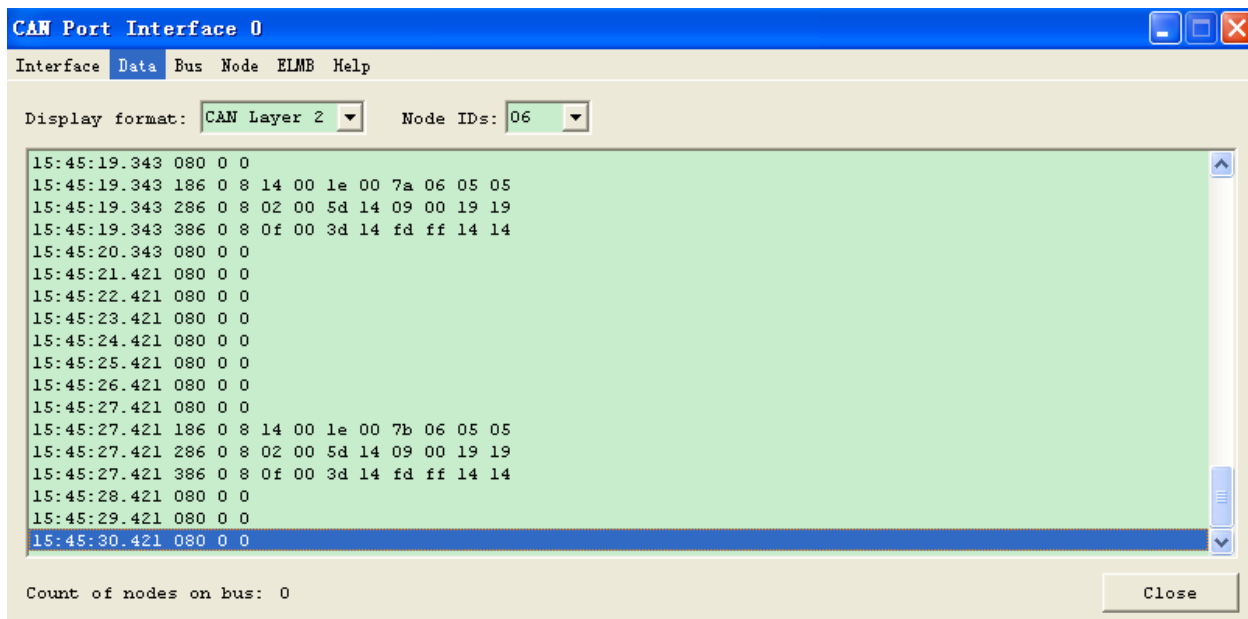 CAN Port Interface 0
Interface Data Bus Node ELMB Help
Display format: CAN Layer 2 Node IDs: 06
15:45:19.343 080 0 0
15:45:19.343 186 0 8 14 00 1e 00 7a 06 05 05
15:45:19.343 286 0 8 02 00 5d 14 09 00 19 19
15:45:19.343 386 0 8 0f 00 3d 14 fd ff 14 14
15:45:20.343 080 0 0
15:45:21.421 080 0 0
15:45:22.421 080 0 0
15:45:23.421 080 0 0
15:45:24.421 080 0 0
15:45:25.421 080 0 0
15:45:26.421 080 0 0
15:45:27.421 080 0 0
15:45:27.421 186 0 8 14 00 1e 00 7b 06 05 05
15:45:27.421 286 0 8 02 00 5d 14 09 00 19 19
15:45:27.421 386 0 8 0f 00 3d 14 fd ff 14 14
15:45:28.421 080 0 0
15:45:29.421 080 0 0
15:45:30.421 080 0 0
Count of nodes on bus: 0 Close